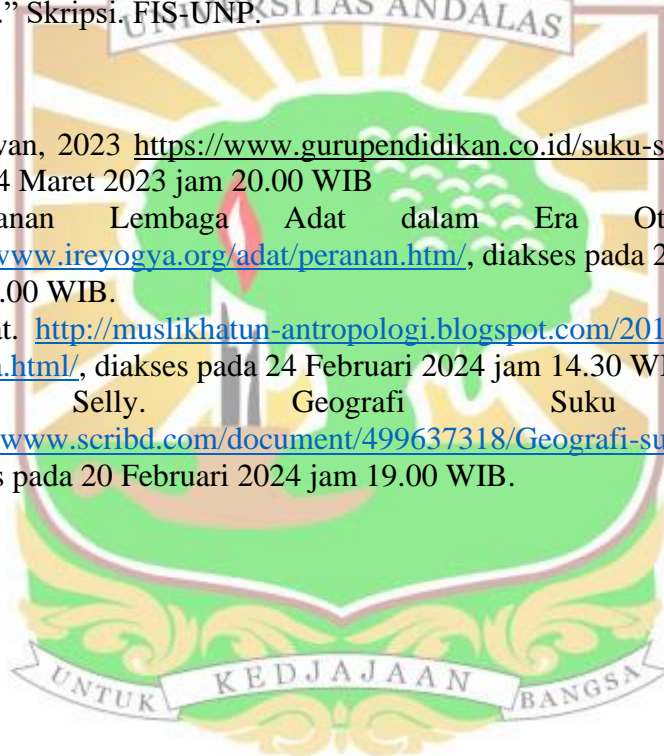 .” Skripsi. FIS-UNP.
UNIVERSITAS ANDALAS
yan, 2023 https://www.gurupendidikan.co.id/suku-s
4 Maret 2023 jam 20.00 WIB
anan Lembaga Adat dalam Era Ot
www.ireyogya.org/adat/peranan.htm/, diakses pada 2
.00 WIB.
at. http://muslikhatun-antropologi.blogspot.com/201
a.html/, diakses pada 24 Februari 2024 jam 14.30 WI
Selly. Geografi Suku
www.scribd.com/document/499637318/Geografi-su
s pada 20 Februari 2024 jam 19.00 WIB.
UNTUK KEDJAJAAN BANGSA